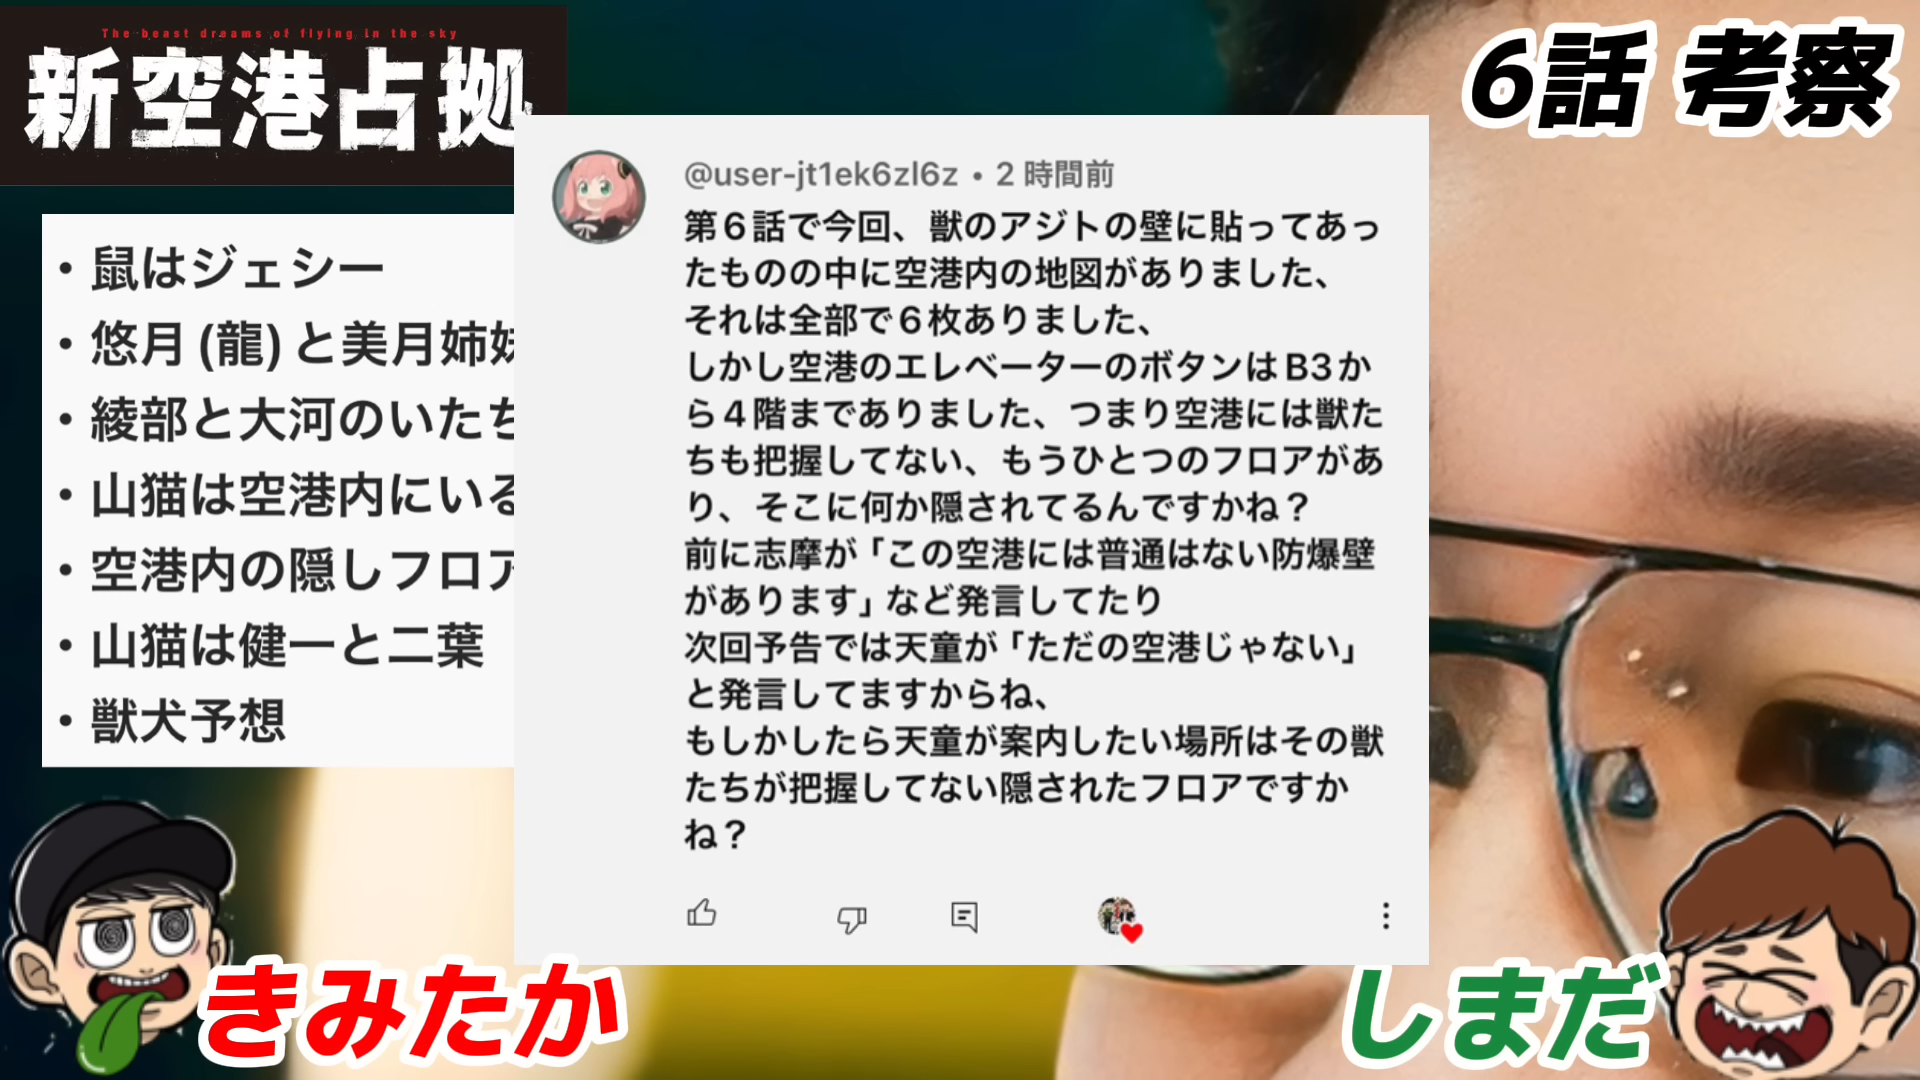 The beast dreams of flying in the sky
新空港占拠
6話 考察
・鼠はジェシー
・悠月(龍)と美月姉妹
・綾部と大河のいたち
・山猫は空港内にいる
・空港内の隠しフロア
・山猫は健一と二葉
・獣犬予想
@user-jt1ek6zl6z・2 時間前
第６話で今回、獣のアジトの壁に貼ってあっ
たものの中に空港内の地図がありました、
それは全部で６枚ありました、
しかし空港のエレベーターのボタンはB3か
ら４階までありました、つまり空港には獣た
ちも把握してない、もうひとつのフロアがあ
り、そこに何か隠されてるんですかね？
前に志摩が「この空港には普通はない防爆壁
があります」など発言してたり
次回予告では天童が「ただの空港じゃない」
と発言してますからね、
もしかしたら天童が案内したい場所はその獣
たちが把握してない隠されたフロアですか
ね？
きみたか
しまだ